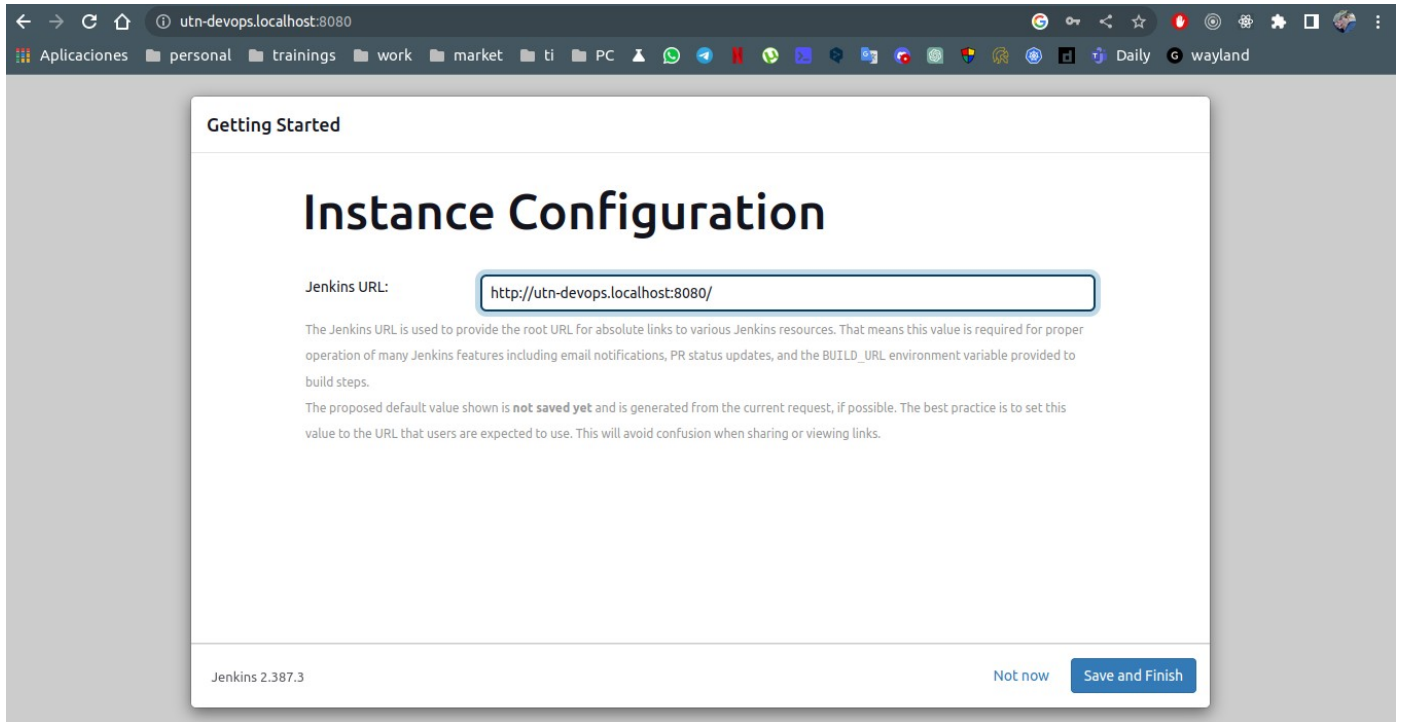 utn-devops.localhost:8080
Aplicaciones personal trainings work market ti PC Daily wayland
Getting Started
Instance Configuration
Jenkins URL: http://utn-devops.localhost:8080/
The Jenkins URL is used to provide the root URL for absolute links to various Jenkins resources. That means this value is required for proper
operation of many Jenkins features including email notifications, PR status updates, and the BUILD_URL environment variable provided to
build steps.
The proposed default value shown is not saved yet and is generated from the current request, if possible. The best practice is to set this
value to the URL that users are expected to use. This will avoid confusion when sharing or viewing links.
Jenkins 2.387.3 Not now Save and Finish